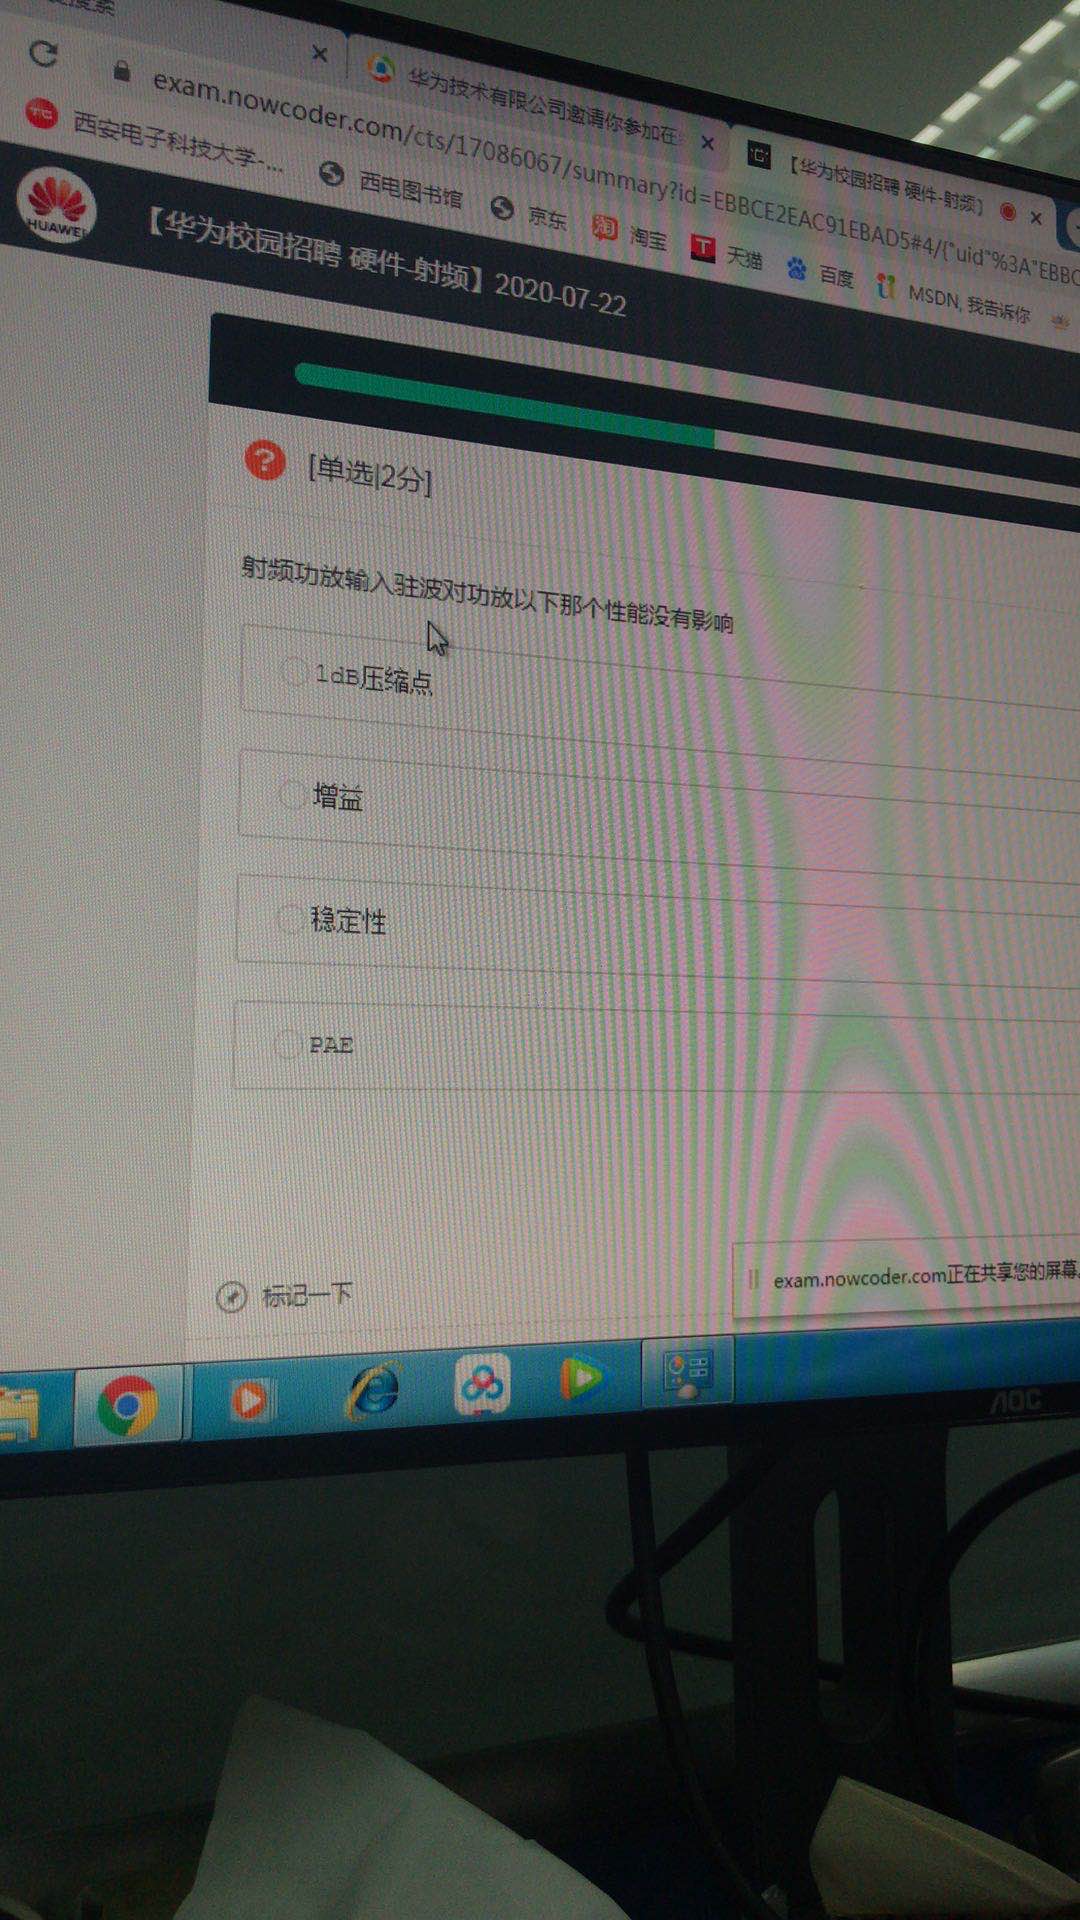 华为技术有限公司邀请你参加在
【华为校园招聘 硬件-射频】
exam.nowcoder.com/cts/17086067/summary?id=EBBCE2EAC91EBAD5#4/{"uid"%3A"EBBC
西安电子科技大学-... 西电图书馆 京东 淘宝 天猫 百度 MSDN, 我告诉你
HUAWEI
【华为校园招聘 硬件-射频】2020-07-22
[单选|2分]
射频功放输入驻波对功放以下那个性能没有影响
1dB压缩点
增益
稳定性
PAE
标记一下
exam.nowcoder.com正在共享您的屏幕
AOC